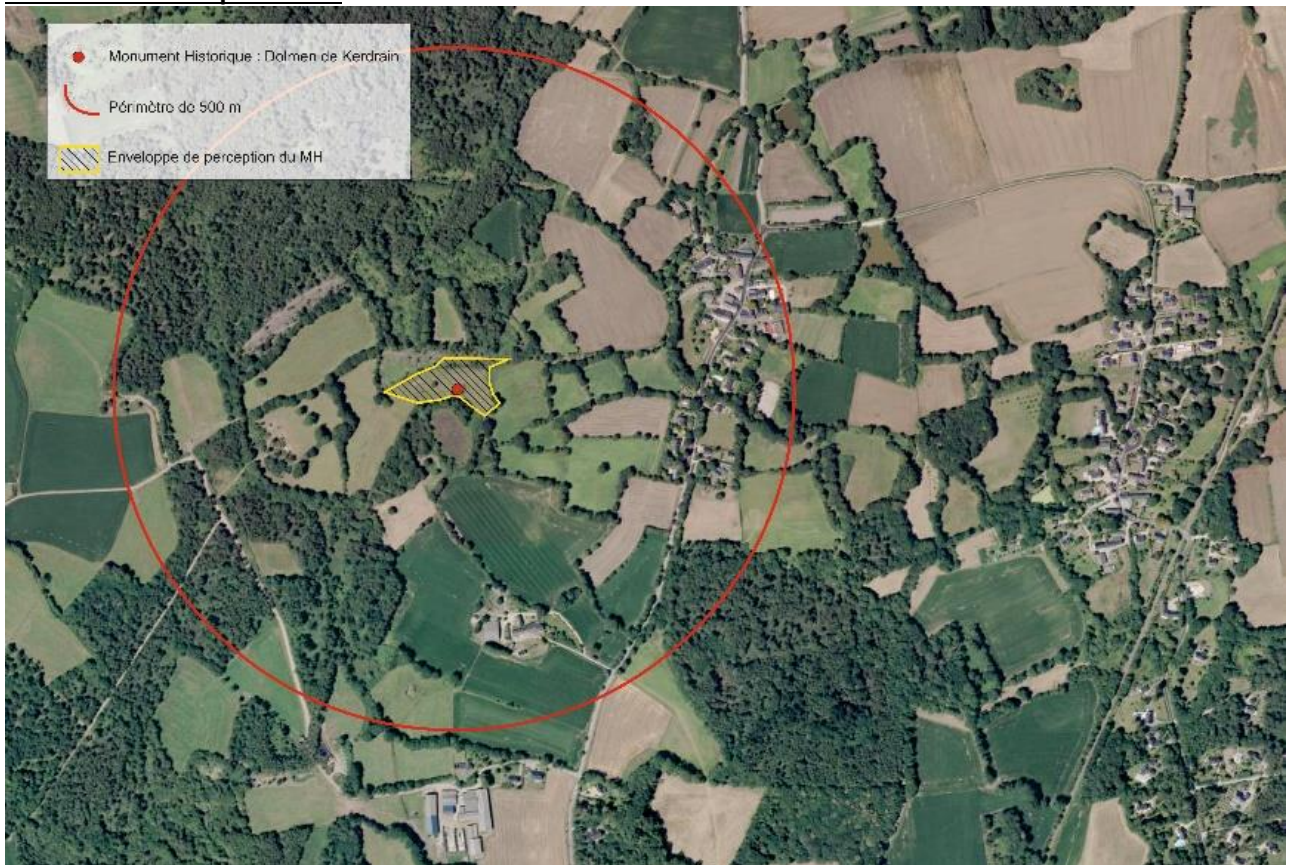 Monument Historique : Dolmen de Kerdrain
Périmètre de 500 m
Enveloppe de perception du MH